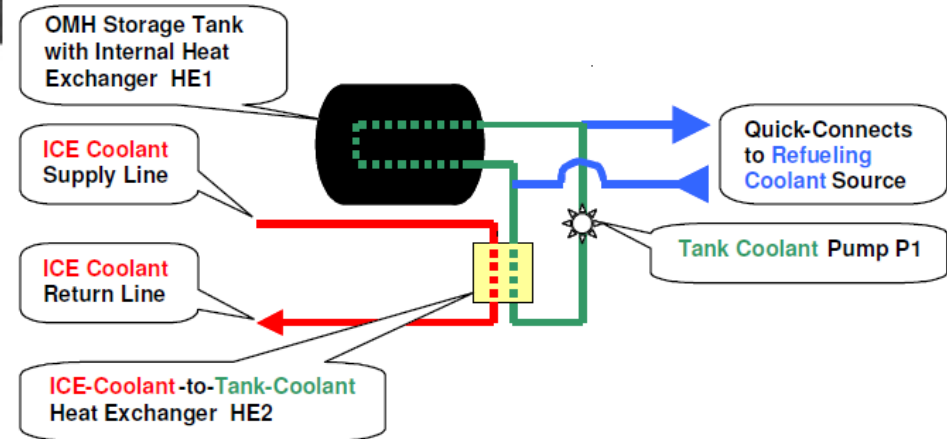 OMH Storage Tank
with Internal Heat
Exchanger HE1
ICE Coolant
Supply Line
ICE Coolant
Return Line
ICE-Coolant-to-Tank-Coolant
Heat Exchanger HE2
Quick-Connects
to Refueling
Coolant Source
Tank Coolant Pump P1